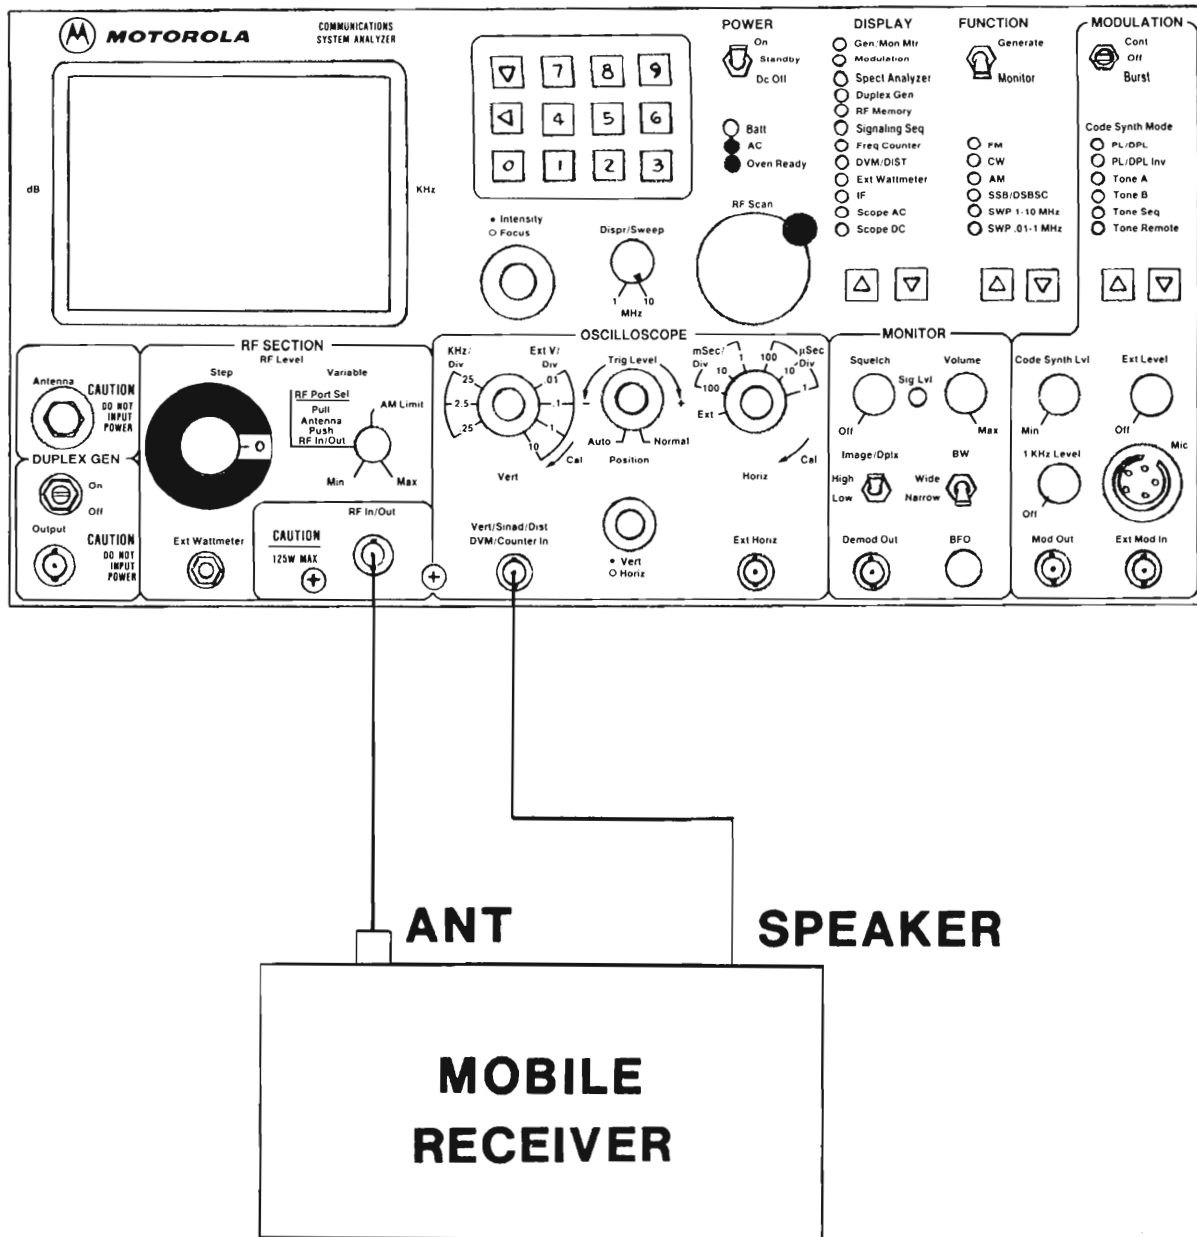 MOTOROLA
COMMUNICATIONS
SYSTEM ANALYZER
dB
KHz
7 8 9
4 5 6
0 1 2 3
• Intensity
○ Focus
Dispr/Sweep
1 10
MHz
RF Scan
POWER
On
Standby
Dc Off
Batt
AC
Oven Ready
DISPLAY
Gen/Mon Mtr
Modulation
Spect Analyzer
Duplex Gen
RF Memory
Signaling Seq
Freq Counter
DVM/DIST
Ext Wattmeter
IF
Scope AC
Scope DC
FUNCTION
Generate
Monitor
FM
CW
AM
SSB/DSBSC
SWP 1-10 MHz
SWP .01-1 MHz
MODULATION
Cont
Off
Burst
Code Synth Mode
PL/DPL
PL/DPL Inv
Tone A
Tone B
Tone Seq
Tone Remote
Antenna
CAUTION
DO NOT
INPUT
POWER
DUPLEX GEN
On
Off
Output
CAUTION
DO NOT
INPUT
POWER
RF SECTION
RF Level
Step
Variable
RF Port Sel
Pull
Antenna
Push
RF In/Out
AM Limit
Min
Max
0
Ext Wattmeter
CAUTION
125W MAX
RF In/Out
OSCILLOSCOPE
KHz/
Div
25
2.5
.25
Ext V/
Div
.01
.1
1
10
Cal
Vert
Trig Level
−
+
Auto
Normal
Position
• Vert
○ Horiz
mSec/
Div
1
10
100
Ext
µSec
Div
100
10
1
Cal
Horiz
Vert/Sinad/Dist
DVM/Counter In
Ext Horiz
MONITOR
Squelch
Off
Sig Lvl
Volume
Max
Image/Dplx
High
Low
BW
Wide
Narrow
Demod Out
BFO
Code Synth Lvl
Min
Ext Level
Off
1 KHz Level
Off
Mic
Mod Out
Ext Mod In
ANT
SPEAKER
MOBILE
RECEIVER